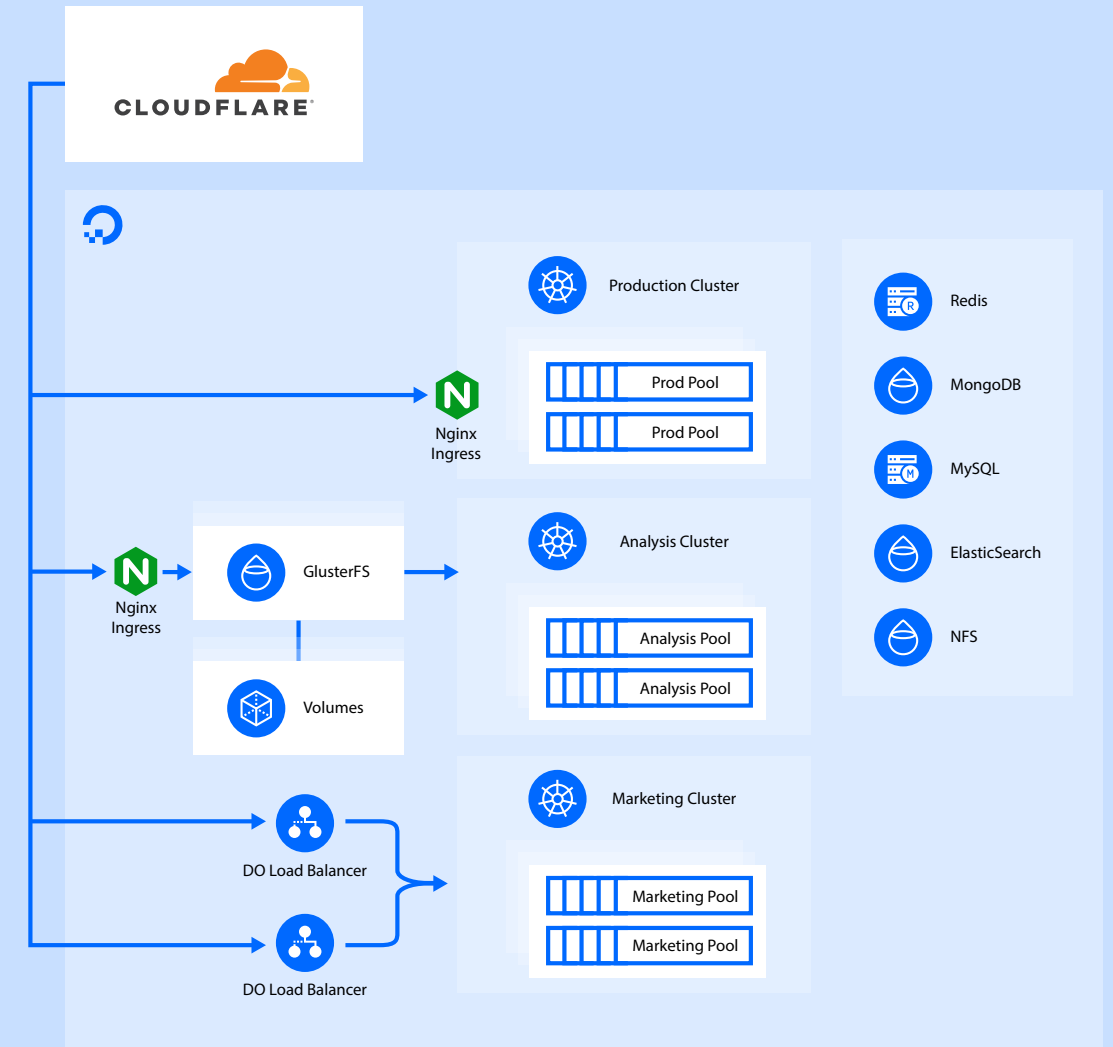 CLOUDFLARE
Production Cluster
Prod Pool
Prod Pool
Nginx
Ingress
Redis
MongoDB
MySQL
ElasticSearch
NFS
R
M
Nginx
Ingress
GlusterFS
Volumes
Analysis Cluster
Analysis Pool
Analysis Pool
DO Load Balancer
DO Load Balancer
Marketing Cluster
Marketing Pool
Marketing Pool